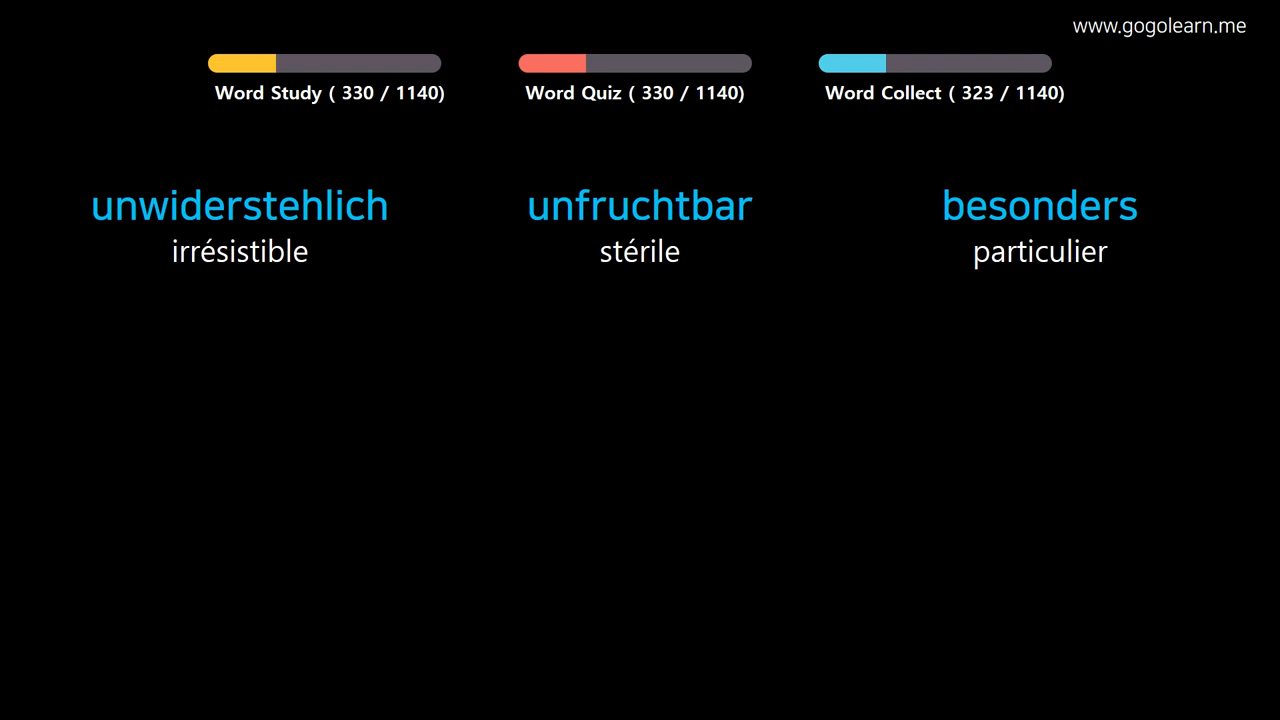 www.gogolearn.me
Word Study ( 330 / 1140)
Word Quiz ( 330 / 1140)
Word Collect ( 323 / 1140)
unwiderstehlich
irrésistible
unfruchtbar
stérile
besonders
particulier